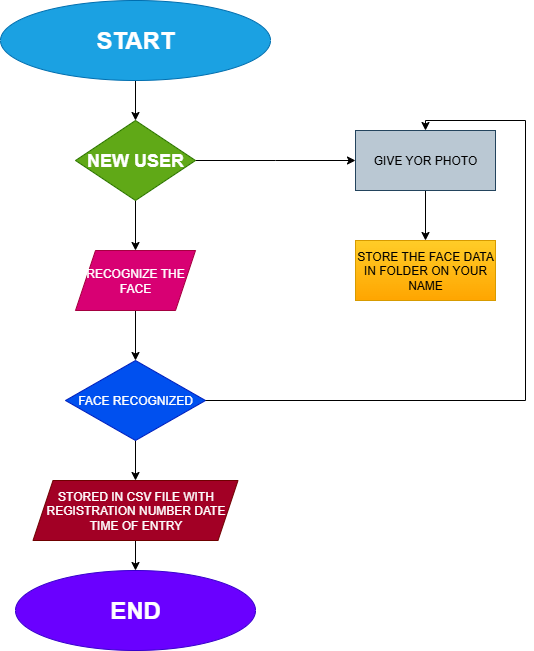 START
NEW USER
GIVE YOR PHOTO
RECOGNIZE THE
FACE
STORE THE FACE DATA
IN FOLDER ON YOUR
NAME
FACE RECOGNIZED
STORED IN CSV FILE WITH
REGISTRATION NUMBER DATE
TIME OF ENTRY
END